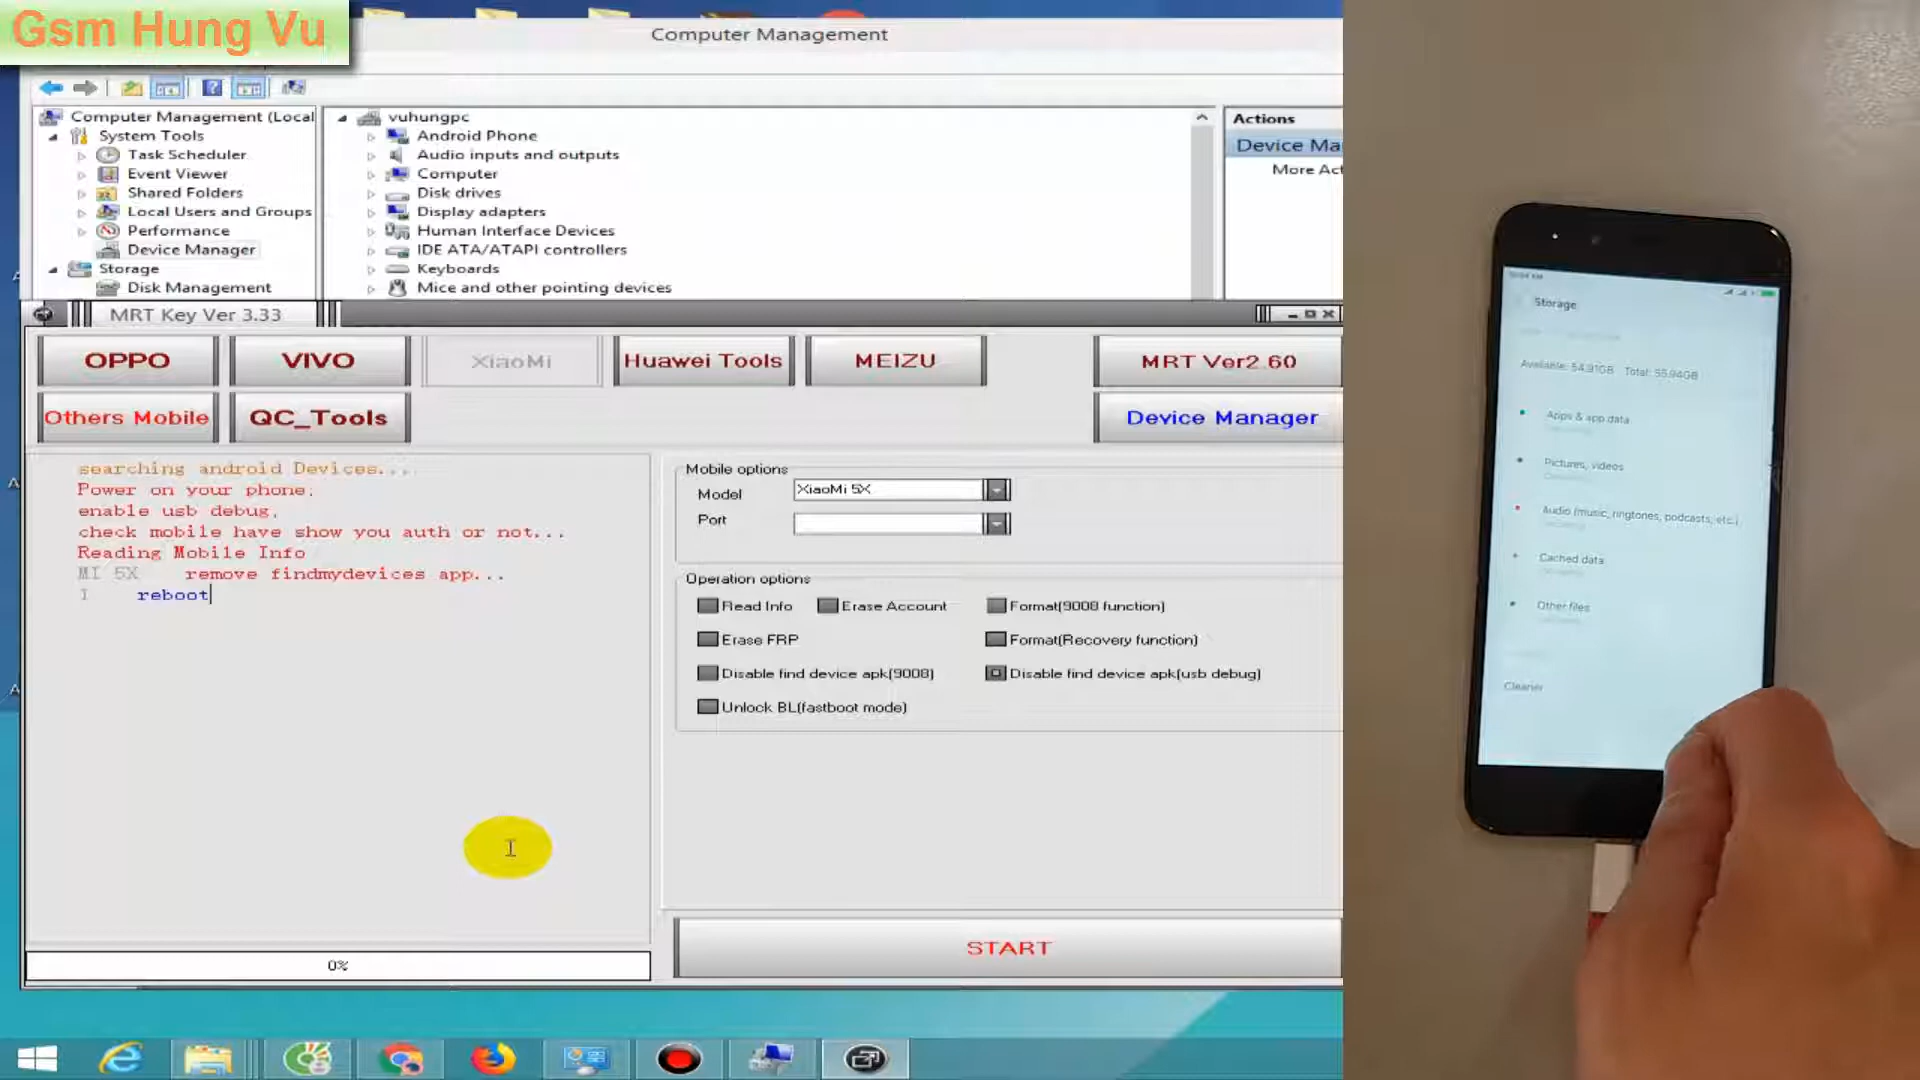 Gsm Hung Vu
Computer Management
Computer Management (Local
System Tools
Task Scheduler
Event Viewer
Shared Folders
Local Users and Groups
Performance
Device Manager
Storage
Disk Management
vuhungpc
Android Phone
Audio inputs and outputs
Computer
Disk drives
Display adapters
Human Interface Devices
IDE ATA/ATAPI controllers
Keyboards
Mice and other pointing devices
Actions
Device Ma
More Act
MRT Key Ver 3.33
OPPO
VIVO
XiaoMi
Huawei Tools
MEIZU
MRT Ver2.60
Others Mobile
QC_Tools
Device Manager
searching android Devices....
Power on your phone,
enable usb debug,
check mobile have show you auth or not...
Reading Mobile Info
MI 5X remove findmydevices app...
I reboot
0%
Mobile options
Model XiaoMi 5X
Port
Operation options
Read Info Erase Account Format(9008 function)
Erase FRP Format(Recovery function)
Disable find device apk(9008) Disable find device apk(usb debug)
Unlock BL(fastboot mode)
START
Storage
Available: 54.91GB Total: 55.94GB
Apps & app data
Pictures, videos
Audio (music, ringtones, podcasts, etc.)
Cached data
Other files
Cleaner